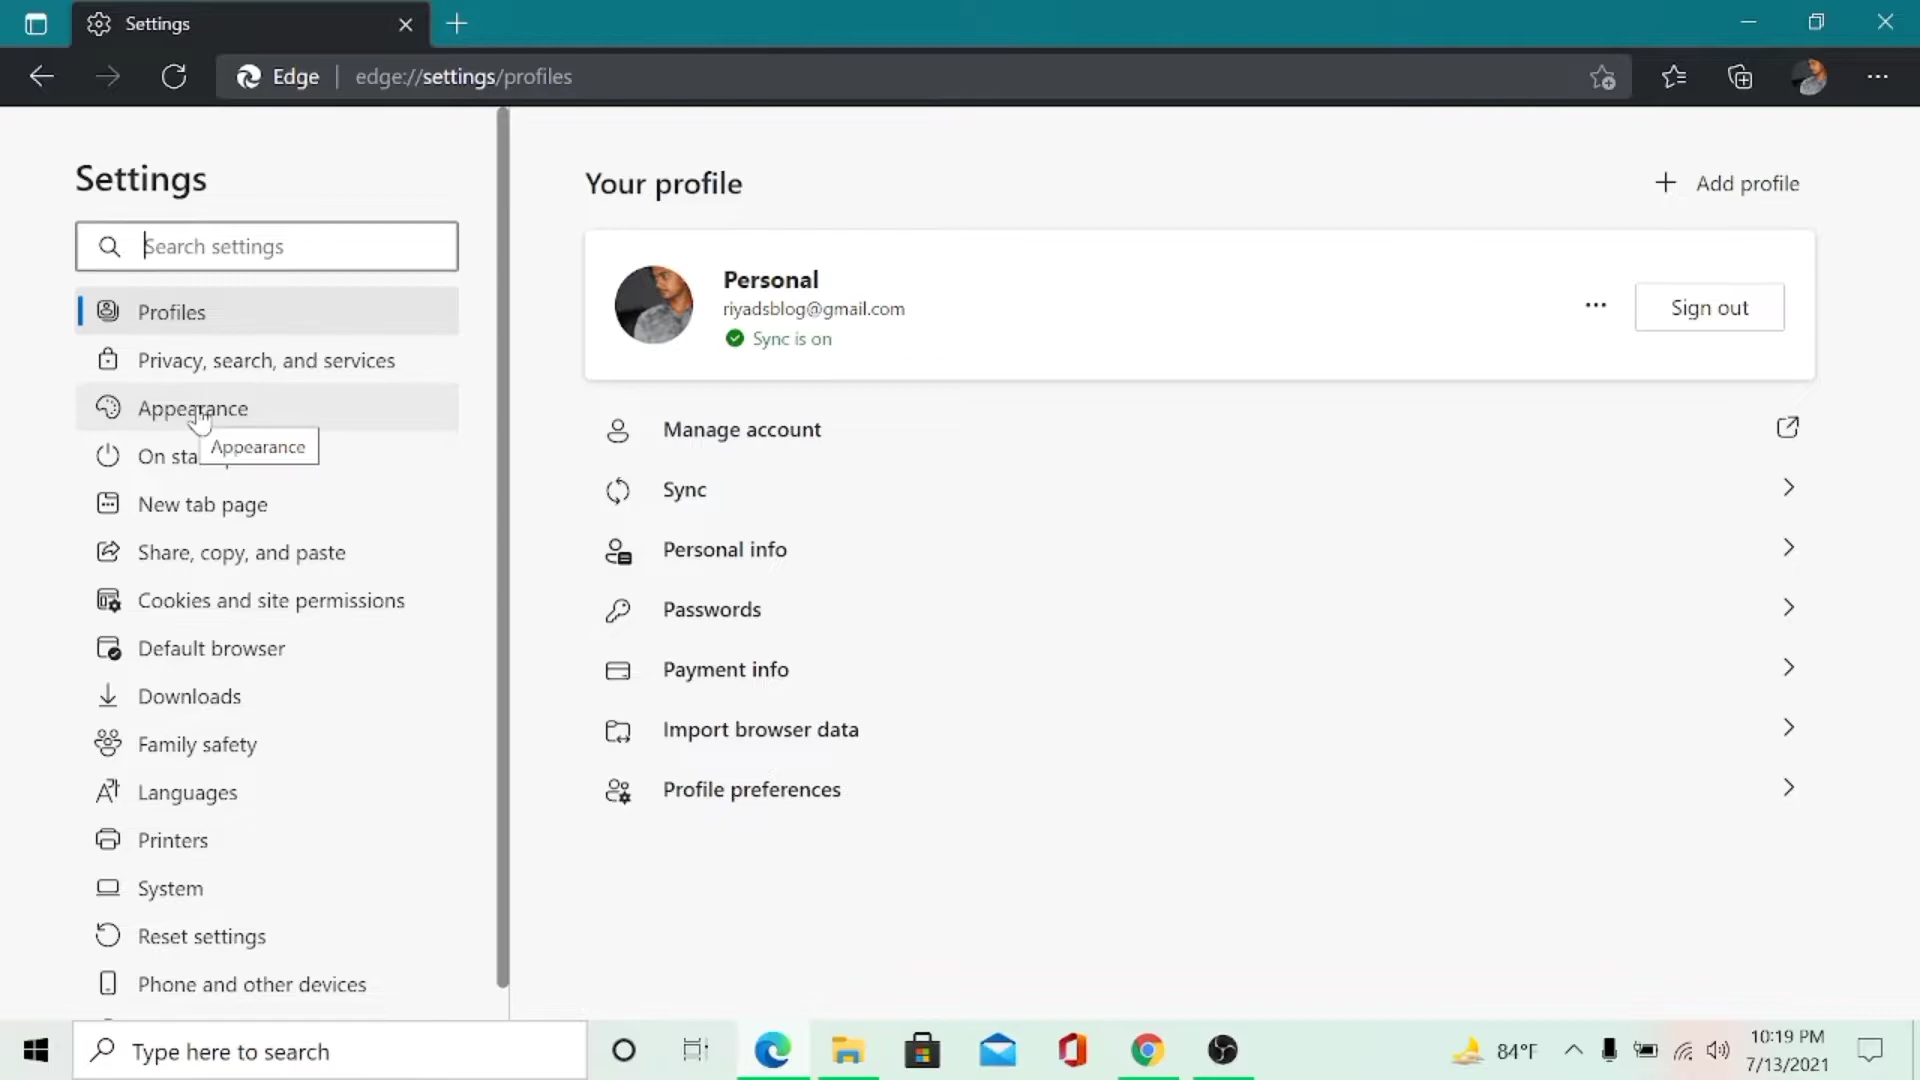 Settings
Edge | edge://settings/profiles
Settings
Search settings
Profiles
Privacy, search, and services
Appearance
Appearance
On sta
New tab page
Share, copy, and paste
Cookies and site permissions
Default browser
Downloads
Family safety
Languages
Printers
System
Reset settings
Phone and other devices
Your profile
Add profile
Personal
riyadsblog@gmail.com
Sync is on
Sign out
Manage account
Sync
Personal info
Passwords
Payment info
Import browser data
Profile preferences
Type here to search
84°F
10:19 PM
7/13/2021